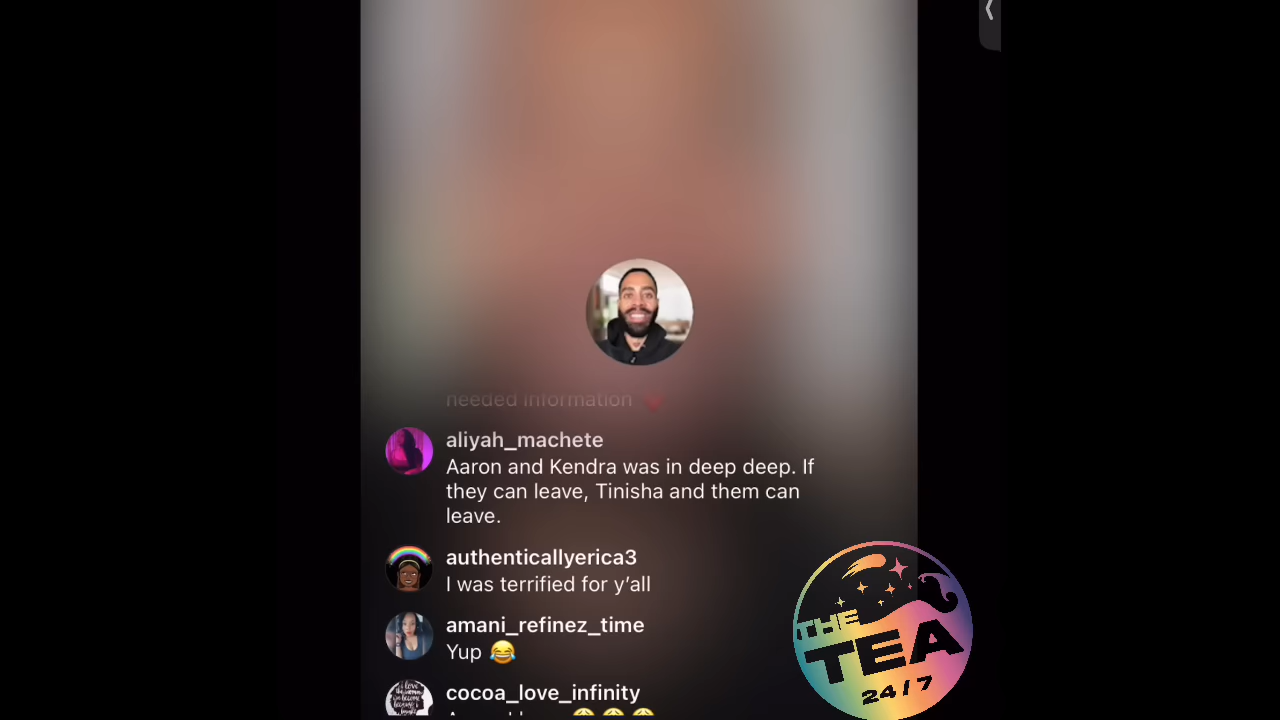 needed information
aliyah_machete
Aaron and Kendra was in deep deep. If
they can leave, Tinisha and them can
leave.
authenticallyerica3
I was terrified for y’all
amani_refinez_time
Yup 😂
cocoa_love_infinity
THE
TEA
24/7